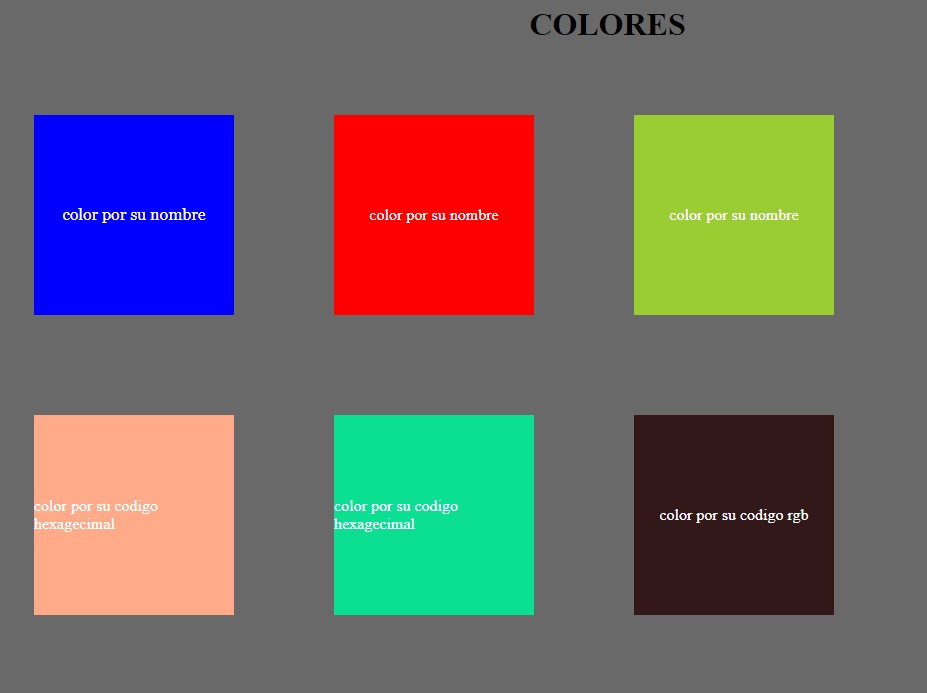 COLORES
color por su nombre
color por su nombre
color por su nombre
color por su codigo
hexagecimal
color por su codigo
hexagecimal
color por su codigo rgb